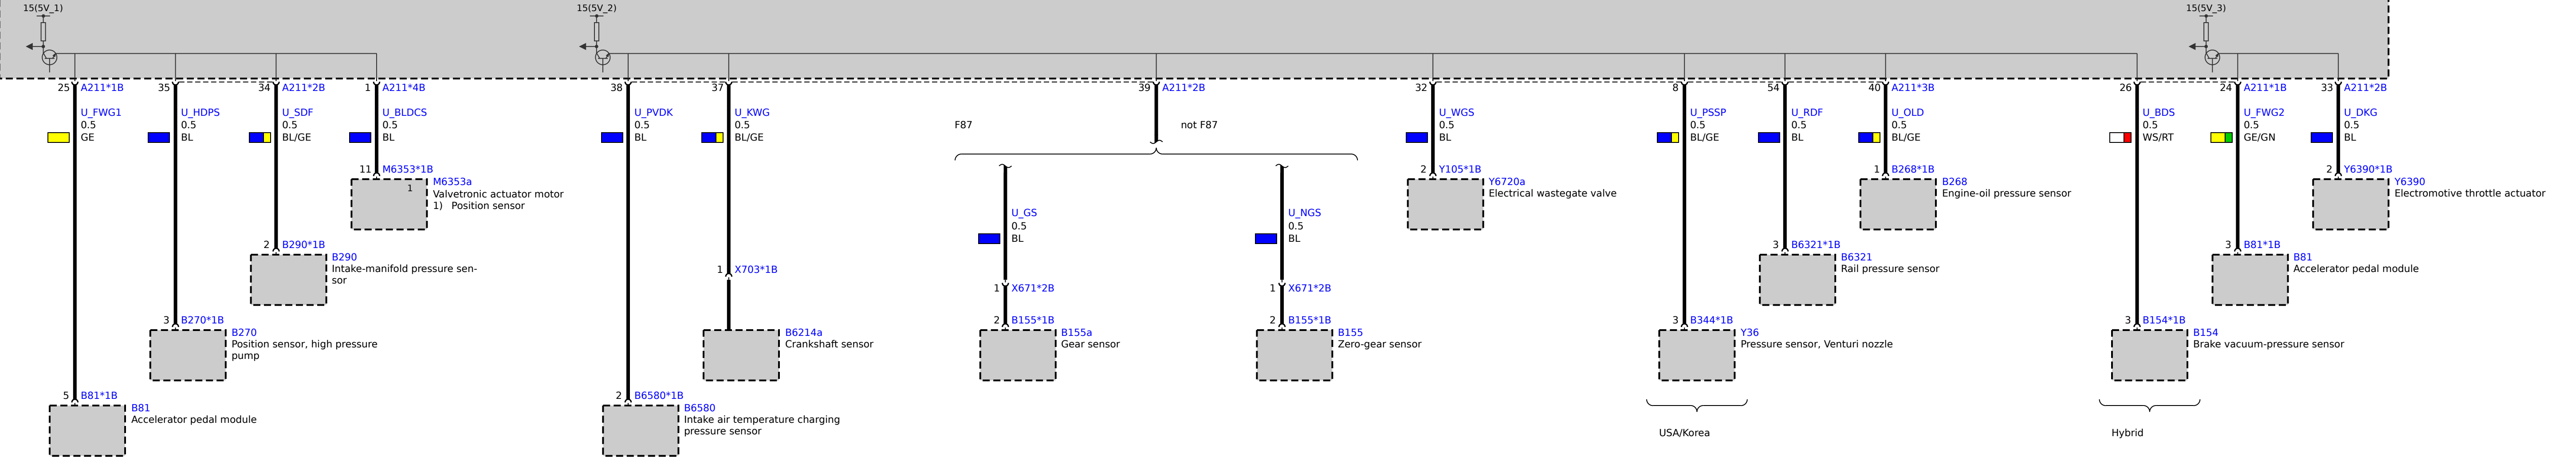 15(5V_1)
15(5V_2)
15(5V_3)
25 A211*1B
35
34 A211*2B
1 A211*4B
38
37
39 A211*2B
32
8
54
40 A211*3B
26
24 A211*1B
33 A211*2B
U_FWG1
0.5
GE
U_HDPS
0.5
BL
U_SDF
0.5
BL/GE
U_BLDCS
0.5
BL
U_PVDK
0.5
BL
U_KWG
0.5
BL/GE
F87
not F87
U_WGS
0.5
BL
U_PSSP
0.5
BL/GE
U_RDF
0.5
BL
U_OLD
0.5
BL/GE
U_BDS
0.5
WS/RT
U_FWG2
0.5
GE/GN
U_DKG
0.5
BL
11 M6353*1B
1
M6353a
Valvetronic actuator motor
1) Position sensor
2 Y105*1B
Y6720a
Electrical wastegate valve
1 B268*1B
B268
Engine-oil pressure sensor
2 Y6390*1B
Y6390
Electromotive throttle actuator
U_GS
0.5
BL
U_NGS
0.5
BL
2 B290*1B
B290
Intake-manifold pressure sen-
sor
1 X703*1B
1 X671*2B
1 X671*2B
3 B6321*1B
B6321
Rail pressure sensor
3 B81*1B
B81
Accelerator pedal module
3 B270*1B
B270
Position sensor, high pressure
pump
B6214a
Crankshaft sensor
2 B155*1B
B155a
Gear sensor
2 B155*1B
B155
Zero-gear sensor
3 B344*1B
Y36
Pressure sensor, Venturi nozzle
3 B154*1B
B154
Brake vacuum-pressure sensor
5 B81*1B
B81
Accelerator pedal module
2 B6580*1B
B6580
Intake air temperature charging
pressure sensor
USA/Korea
Hybrid